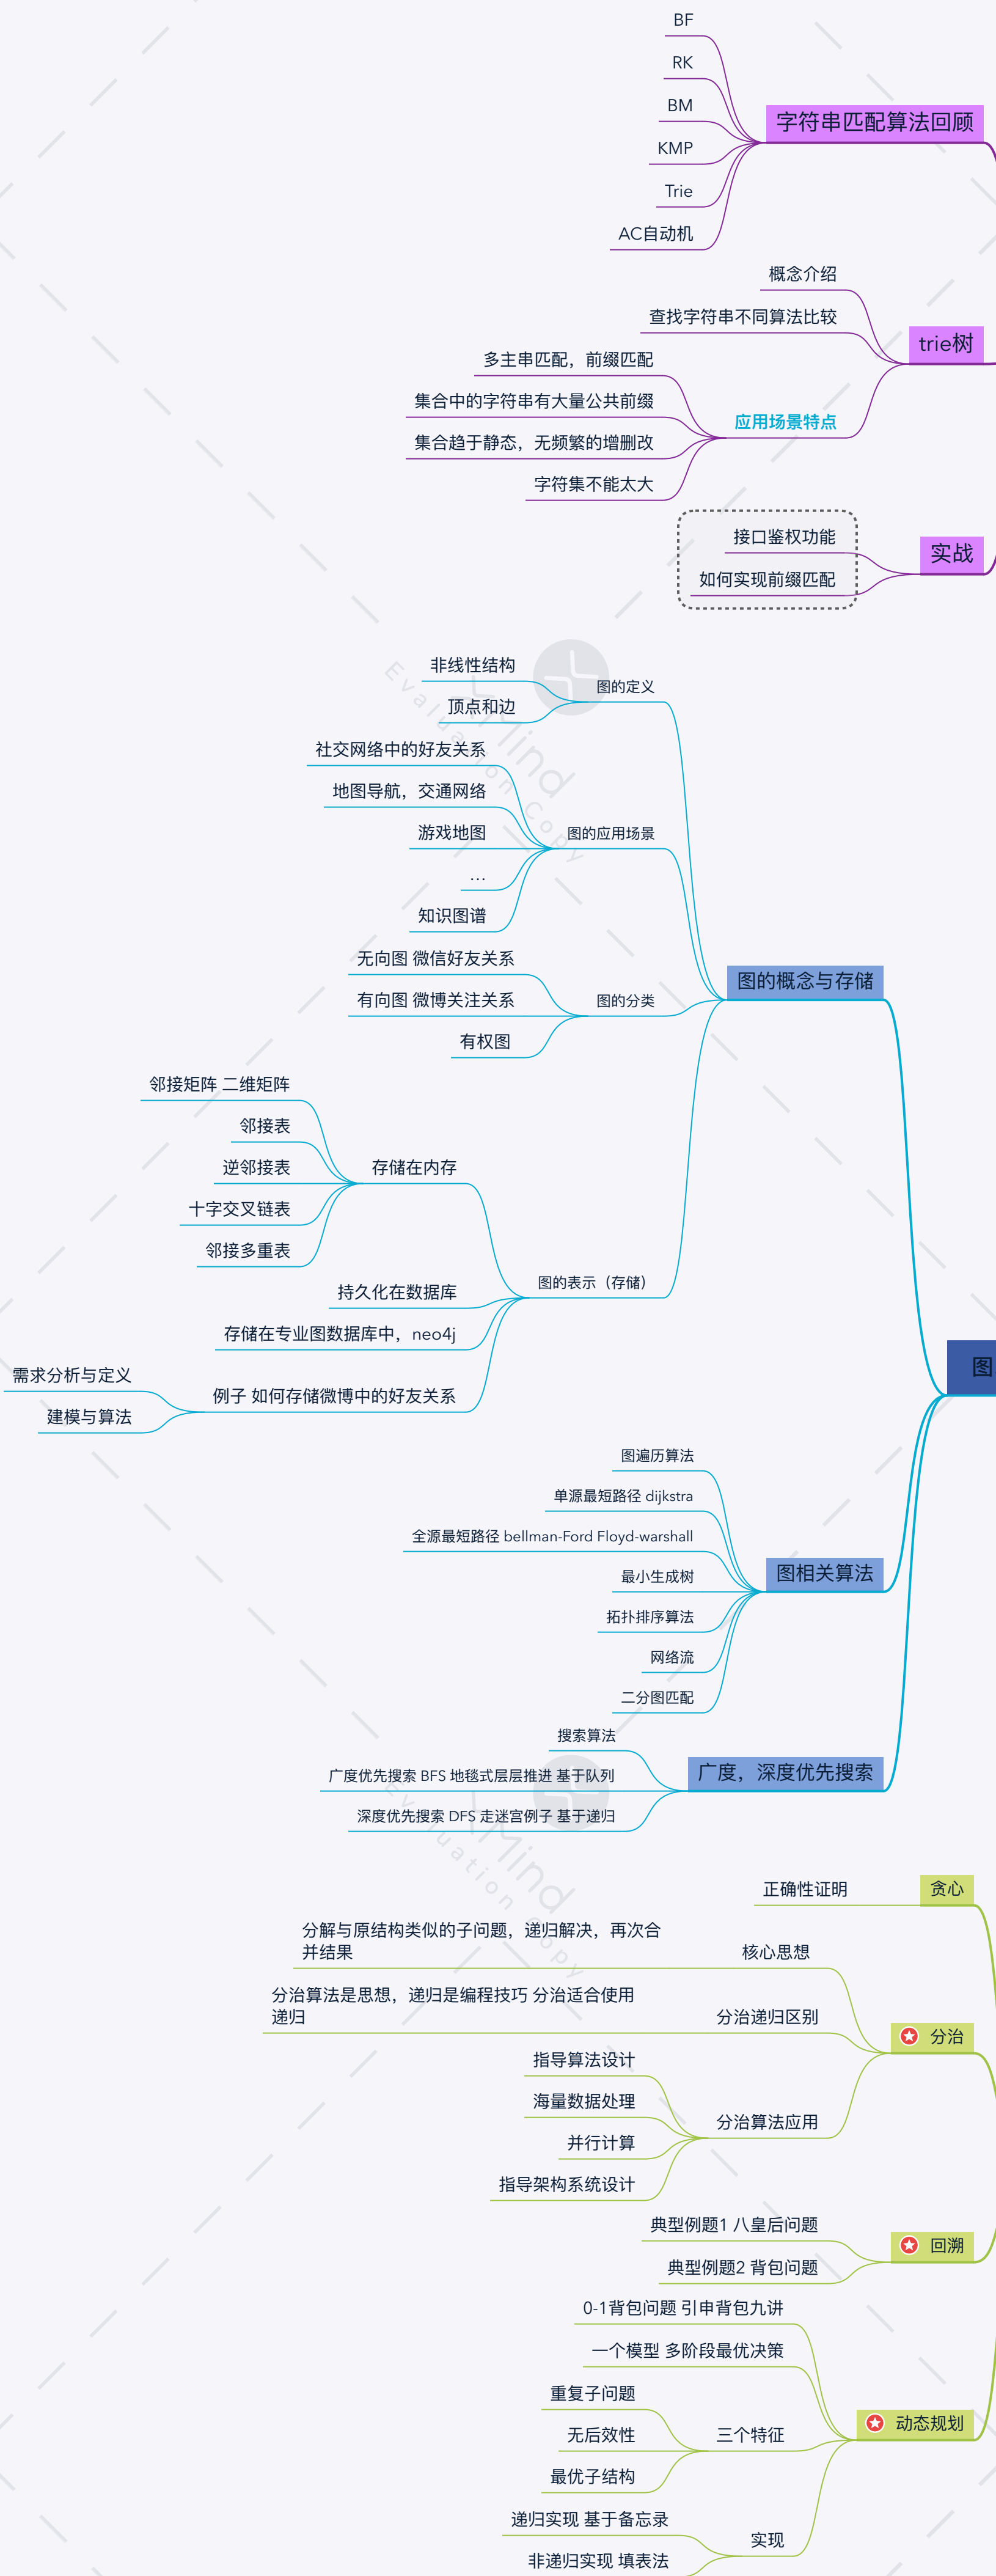 BF
RK
BM
KMP
Trie
AC自动机
字符串匹配算法回顾
概念介绍
查找字符串不同算法比较
多主串匹配，前缀匹配
集合中的字符串有大量公共前缀
集合趋于静态，无频繁的增删改
字符集不能太大
应用场景特点
trie树
接口鉴权功能
如何实现前缀匹配
实战
非线性结构
顶点和边
图的定义
社交网络中的好友关系
地图导航，交通网络
游戏地图
...
知识图谱
图的应用场景
无向图 微信好友关系
有向图 微博关注关系
有权图
图的分类
图的概念与存储
邻接矩阵 二维矩阵
邻接表
逆邻接表
十字交叉链表
邻接多重表
存储在内存
持久化在数据库
存储在专业图数据库中，neo4j
需求分析与定义
建模与算法
例子 如何存储微博中的好友关系
图的表示（存储）
图
图遍历算法
单源最短路径 dijkstra
全源最短路径 bellman-Ford Floyd-warshall
最小生成树
拓扑排序算法
网络流
二分图匹配
图相关算法
搜索算法
广度优先搜索 BFS 地毯式层层推进 基于队列
深度优先搜索 DFS 走迷宫例子 基于递归
广度，深度优先搜索
正确性证明
贪心
分解与原结构类似的子问题，递归解决，再次合
并结果
核心思想
分治算法是思想，递归是编程技巧 分治适合使用
递归
分治递归区别
指导算法设计
海量数据处理
并行计算
指导架构系统设计
分治算法应用
分治
典型例题1 八皇后问题
典型例题2 背包问题
回溯
0-1背包问题 引申背包九讲
一个模型 多阶段最优决策
重复子问题
无后效性
最优子结构
三个特征
递归实现 基于备忘录
非递归实现 填表法
实现
动态规划
XMind
Evaluation Copy
XMind
Evaluation Copy